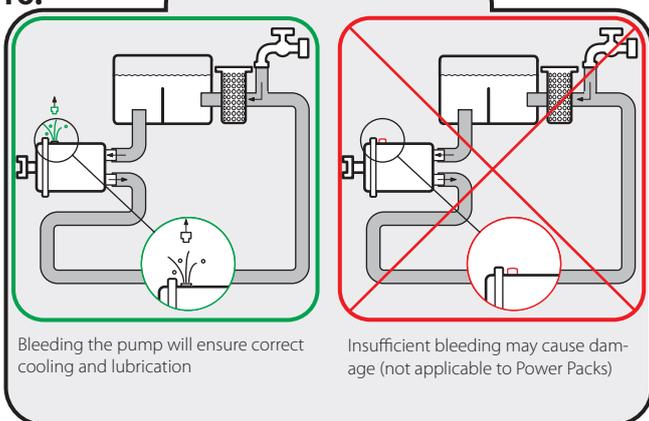 Bleeding the pump will ensure correct
cooling and lubrication
Insufficient bleeding may cause dam-
age (not applicable to Power Packs)